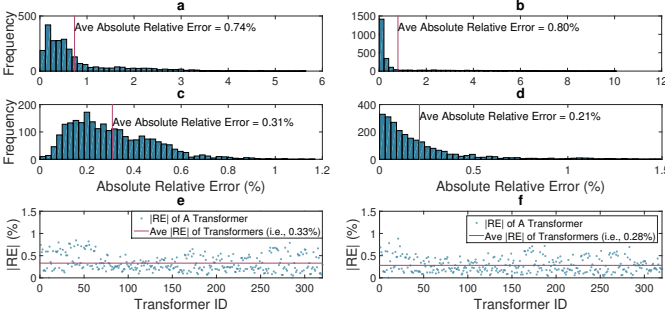 a
Frequency
500
0
Ave Absolute Relative Error = 0.74%
0 1 2 3 4 5 6
b
1500
1000
500
0
Ave Absolute Relative Error = 0.80%
0 2 4 6 8 10 12
c
Frequency
200
100
0
Ave Absolute Relative Error = 0.31%
0 0.2 0.4 0.6 0.8 1 1.2
Absolute Relative Error (%)
d
400
200
0
Ave Absolute Relative Error = 0.21%
0 0.5 1 1.5
Absolute Relative Error (%)
e
|RE| (%)
1.5
1
0.5
0
|RE| of A Transformer
Ave |RE| of Transformers (i.e., 0.33%)
0 50 100 150 200 250 300
Transformer ID
f
|RE| (%)
1.5
1
0.5
0
|RE| of A Transformer
Ave |RE| of Transformers (i.e., 0.28%)
0 50 100 150 200 250 300
Transformer ID